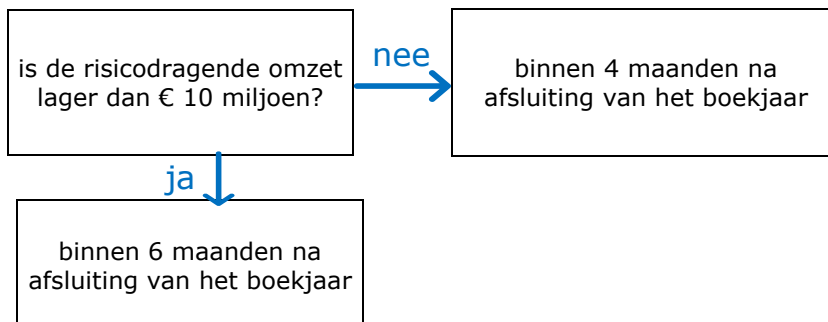 is de risicodragende omzet
lager dan € 10 miljoen?
nee
binnen 4 maanden na
afsluiting van het boekjaar
ja
binnen 6 maanden na
afsluiting van het boekjaar